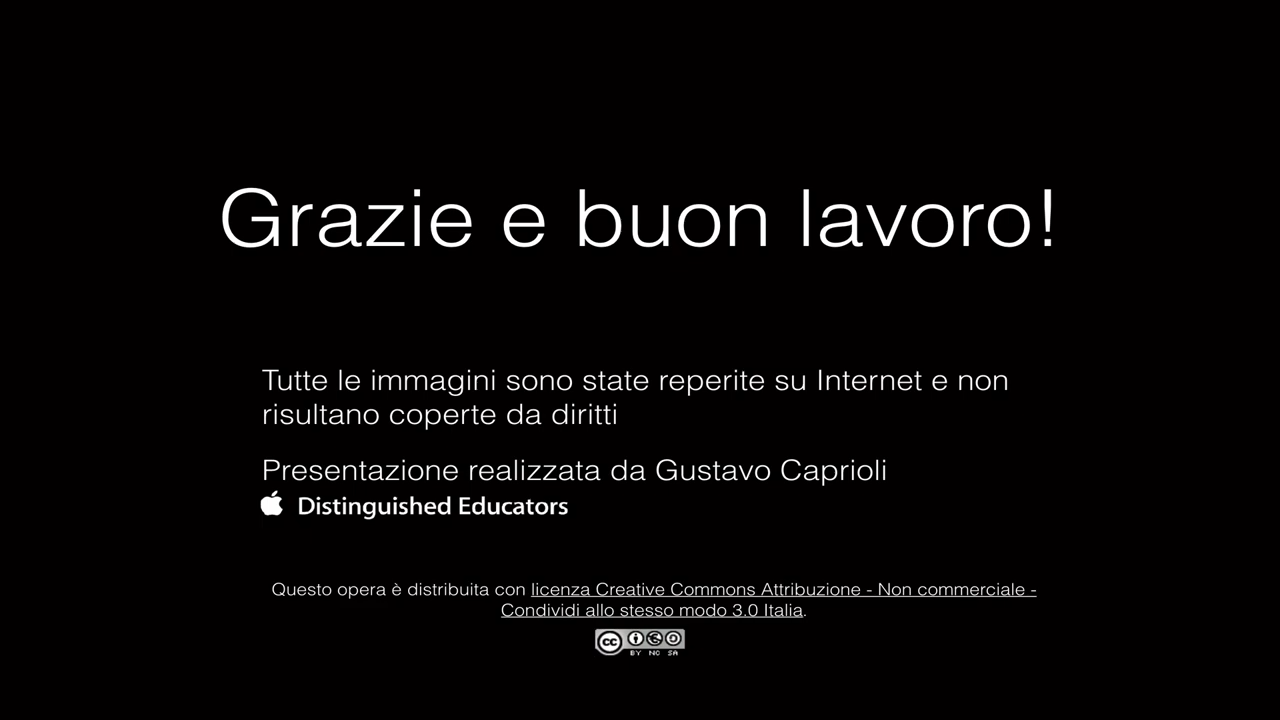 Grazie e buon lavoro!
Tutte le immagini sono state reperite su Internet e non
risultano coperte da diritti
Presentazione realizzata da Gustavo Caprioli
Distinguished Educators
Questo opera è distribuita con licenza Creative Commons Attribuzione - Non commerciale -
Condividi allo stesso modo 3.0 Italia.
cc
BY NC SA